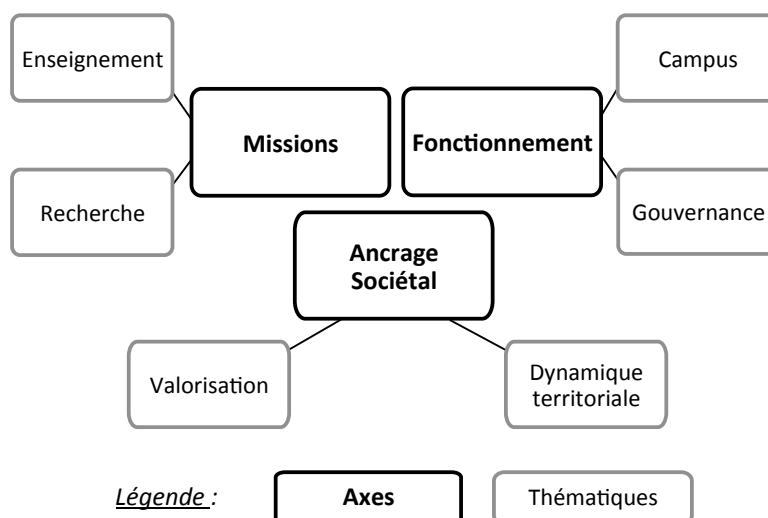 Enseignement
Campus
Missions
Fonctionnement
Recherche
Gouvernance
Ancrage
Sociétal
Valorisation
Dynamique
territoriale
Légende :
Axes
Thématiques